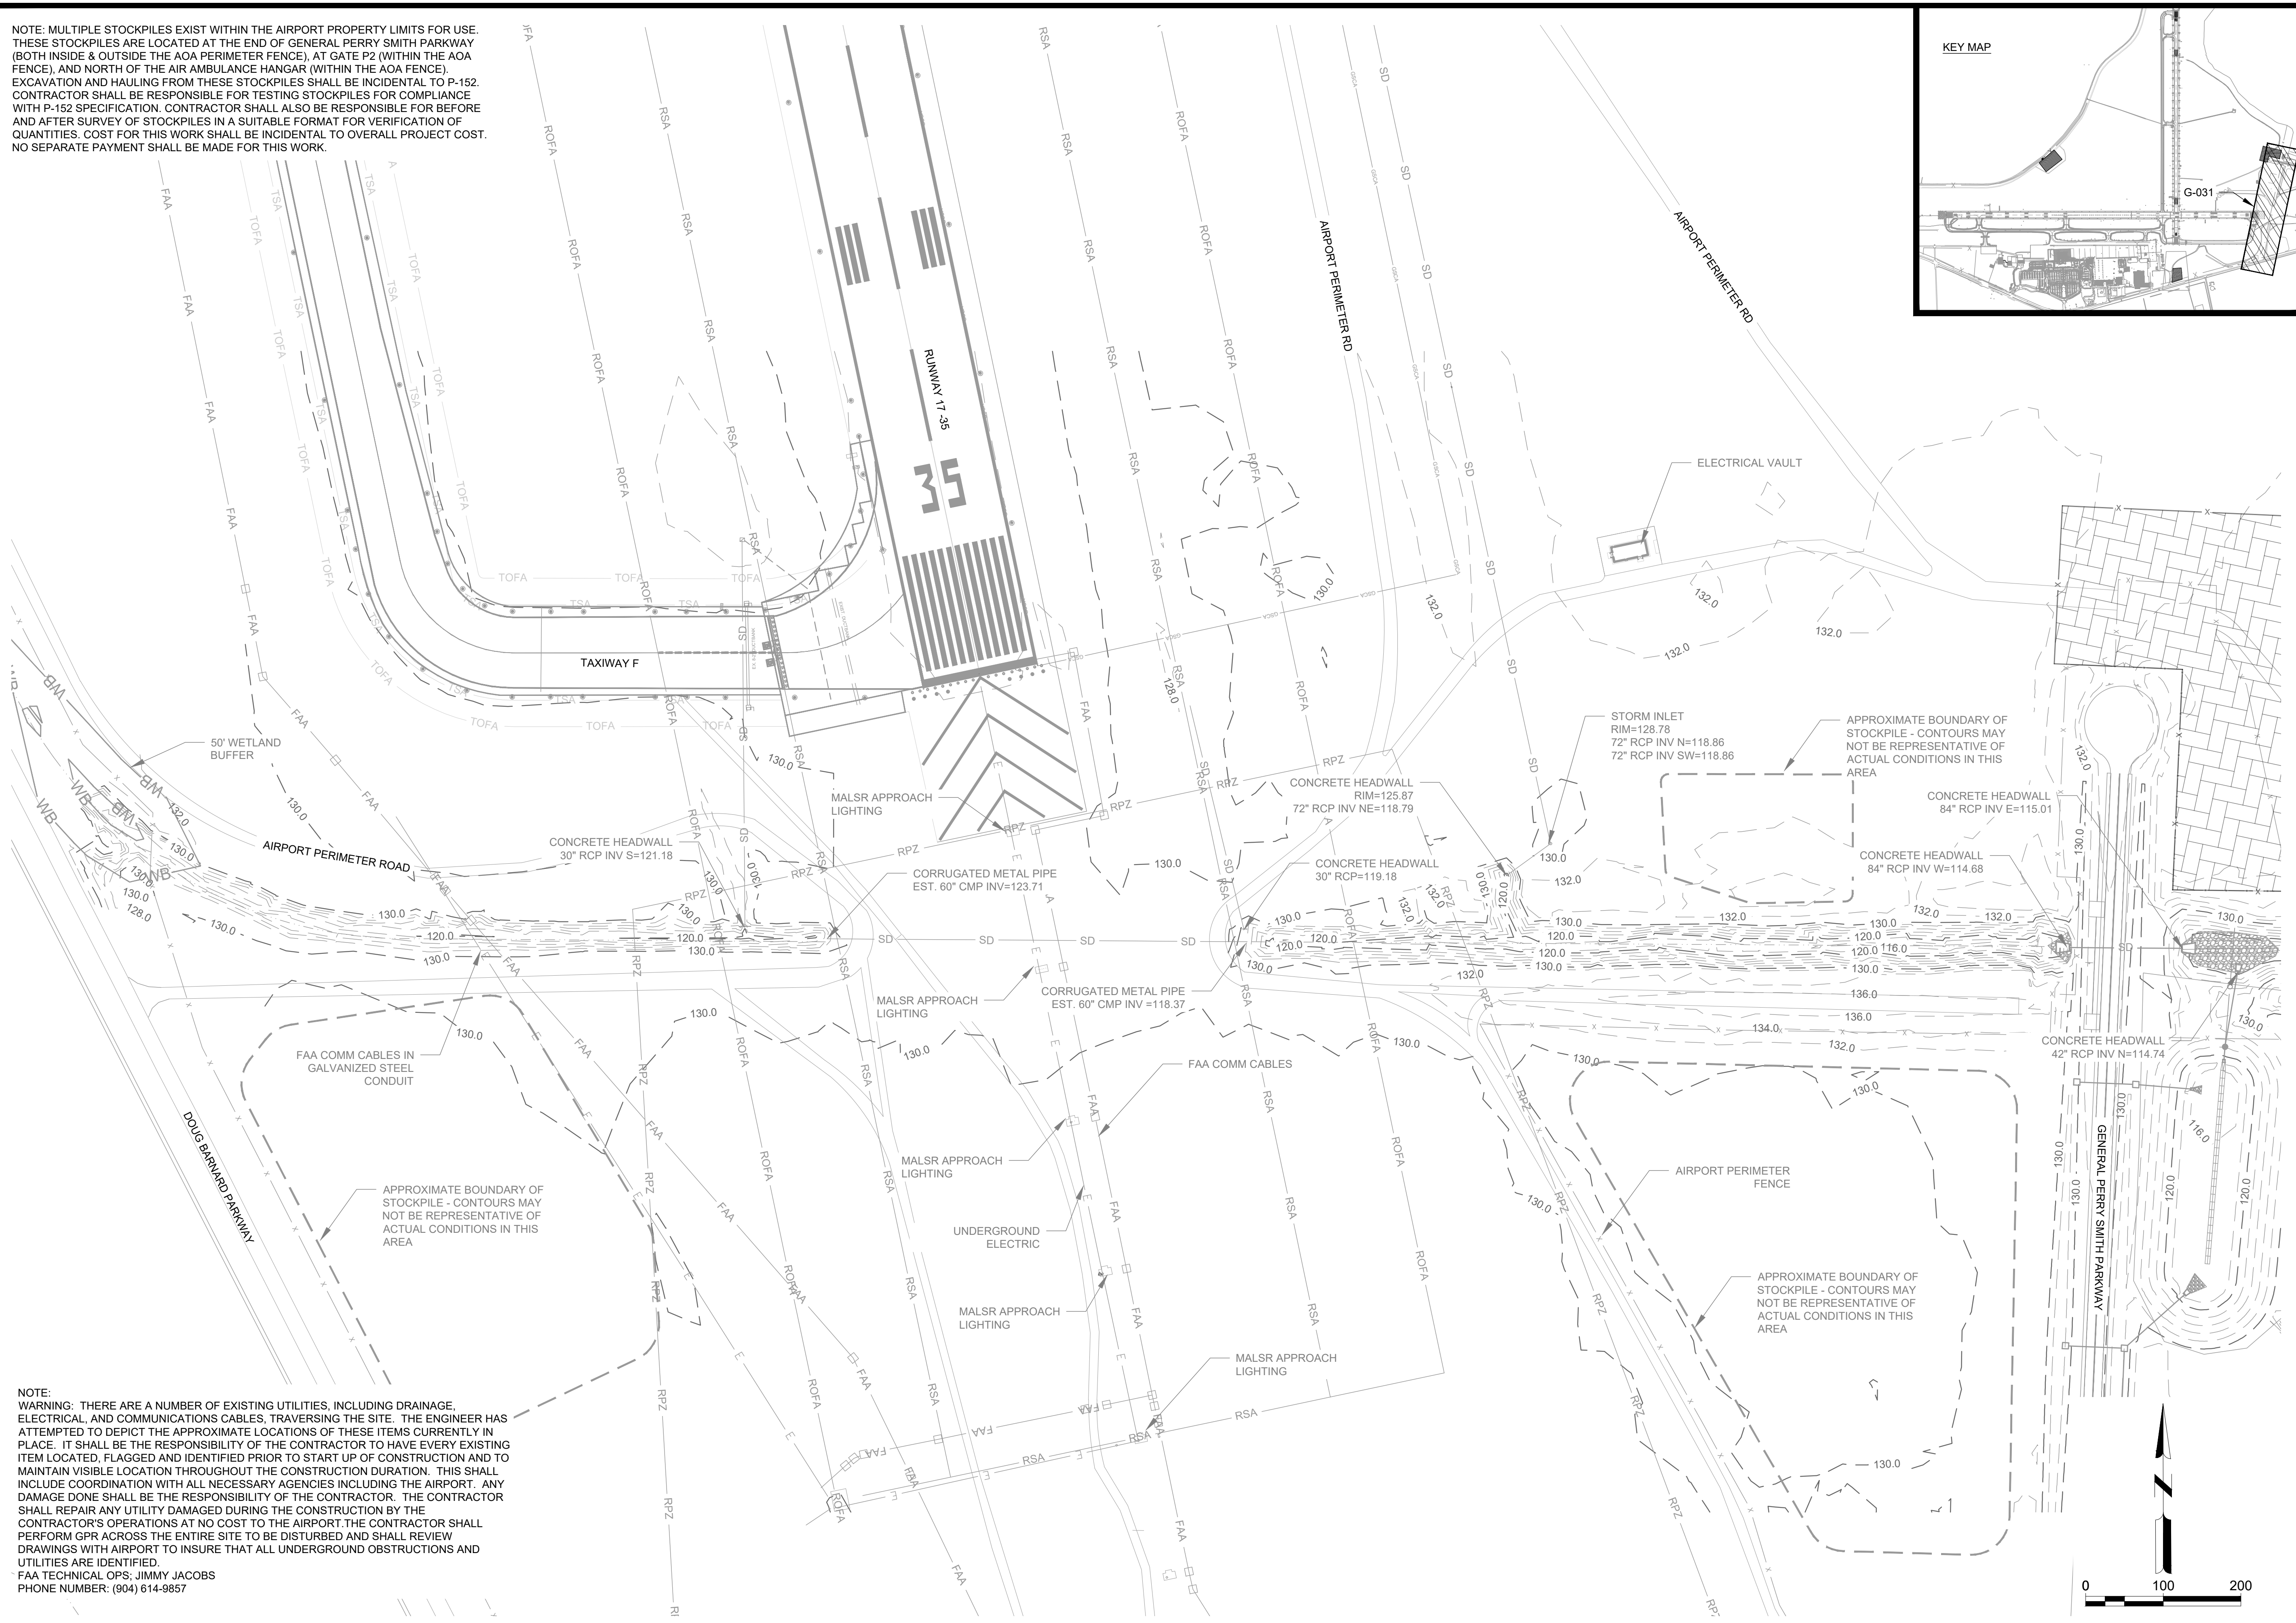 NOTE: MULTIPLE STOCKPILES EXIST WITHIN THE AIRPORT PROPERTY LIMITS FOR USE.
THESE STOCKPILES ARE LOCATED AT THE END OF GENERAL PERRY SMITH PARKWAY
(BOTH INSIDE & OUTSIDE THE AOA PERIMETER FENCE), AT GATE P2 (WITHIN THE AOA
FENCE), AND NORTH OF THE AIR AMBULANCE HANGAR (WITHIN THE AOA FENCE).
EXCAVATION AND HAULING FROM THESE STOCKPILES SHALL BE INCIDENTAL TO P-152.
CONTRACTOR SHALL BE RESPONSIBLE FOR TESTING STOCKPILES FOR COMPLIANCE
WITH P-152 SPECIFICATION. CONTRACTOR SHALL ALSO BE RESPONSIBLE FOR BEFORE
AND AFTER SURVEY OF STOCKPILES IN A SUITABLE FORMAT FOR VERIFICATION OF
QUANTITIES. COST FOR THIS WORK SHALL BE INCIDENTAL TO OVERALL PROJECT COST.
NO SEPARATE PAYMENT SHALL BE MADE FOR THIS WORK.
KEY MAP
G-031
AIRPORT PERIMETER RD
AIRPORT PERIMETER RD
RUNWAY 17 -35
35
ELECTRICAL VAULT
TAXIWAY F
50' WETLAND
BUFFER
STORM INLET
RIM=128.78
72" RCP INV N=118.86
72" RCP INV SW=118.86
APPROXIMATE BOUNDARY OF
STOCKPILE - CONTOURS MAY
NOT BE REPRESENTATIVE OF
ACTUAL CONDITIONS IN THIS
AREA
CONCRETE HEADWALL
RIM=125.87
72" RCP INV NE=118.79
CONCRETE HEADWALL
84" RCP INV E=115.01
MALSR APPROACH
LIGHTING
CONCRETE HEADWALL
30" RCP INV S=121.18
AIRPORT PERIMETER ROAD
CORRUGATED METAL PIPE
EST. 60" CMP INV=123.71
CONCRETE HEADWALL
30" RCP=119.18
CONCRETE HEADWALL
84" RCP INV W=114.68
MALSR APPROACH
LIGHTING
CORRUGATED METAL PIPE
EST. 60" CMP INV =118.37
FAA COMM CABLES IN
GALVANIZED STEEL
CONDUIT
FAA COMM CABLES
CONCRETE HEADWALL
42" RCP INV N=114.74
DOUG BARNARD PARKWAY
MALSR APPROACH
LIGHTING
AIRPORT PERIMETER
FENCE
GENERAL PERRY SMITH PARKWAY
APPROXIMATE BOUNDARY OF
STOCKPILE - CONTOURS MAY
NOT BE REPRESENTATIVE OF
ACTUAL CONDITIONS IN THIS
AREA
UNDERGROUND
ELECTRIC
MALSR APPROACH
LIGHTING
APPROXIMATE BOUNDARY OF
STOCKPILE - CONTOURS MAY
NOT BE REPRESENTATIVE OF
ACTUAL CONDITIONS IN THIS
AREA
MALSR APPROACH
LIGHTING
NOTE:
WARNING: THERE ARE A NUMBER OF EXISTING UTILITIES, INCLUDING DRAINAGE,
ELECTRICAL, AND COMMUNICATIONS CABLES, TRAVERSING THE SITE. THE ENGINEER HAS
ATTEMPTED TO DEPICT THE APPROXIMATE LOCATIONS OF THESE ITEMS CURRENTLY IN
PLACE. IT SHALL BE THE RESPONSIBILITY OF THE CONTRACTOR TO HAVE EVERY EXISTING
ITEM LOCATED, FLAGGED AND IDENTIFIED PRIOR TO START UP OF CONSTRUCTION AND TO
MAINTAIN VISIBLE LOCATION THROUGHOUT THE CONSTRUCTION DURATION. THIS SHALL
INCLUDE COORDINATION WITH ALL NECESSARY AGENCIES INCLUDING THE AIRPORT. ANY
DAMAGE DONE SHALL BE THE RESPONSIBILITY OF THE CONTRACTOR. THE CONTRACTOR
SHALL REPAIR ANY UTILITY DAMAGED DURING THE CONSTRUCTION BY THE
CONTRACTOR'S OPERATIONS AT NO COST TO THE AIRPORT.THE CONTRACTOR SHALL
PERFORM GPR ACROSS THE ENTIRE SITE TO BE DISTURBED AND SHALL REVIEW
DRAWINGS WITH AIRPORT TO INSURE THAT ALL UNDERGROUND OBSTRUCTIONS AND
UTILITIES ARE IDENTIFIED.
FAA TECHNICAL OPS; JIMMY JACOBS
PHONE NUMBER: (904) 614-9857
0 100 200